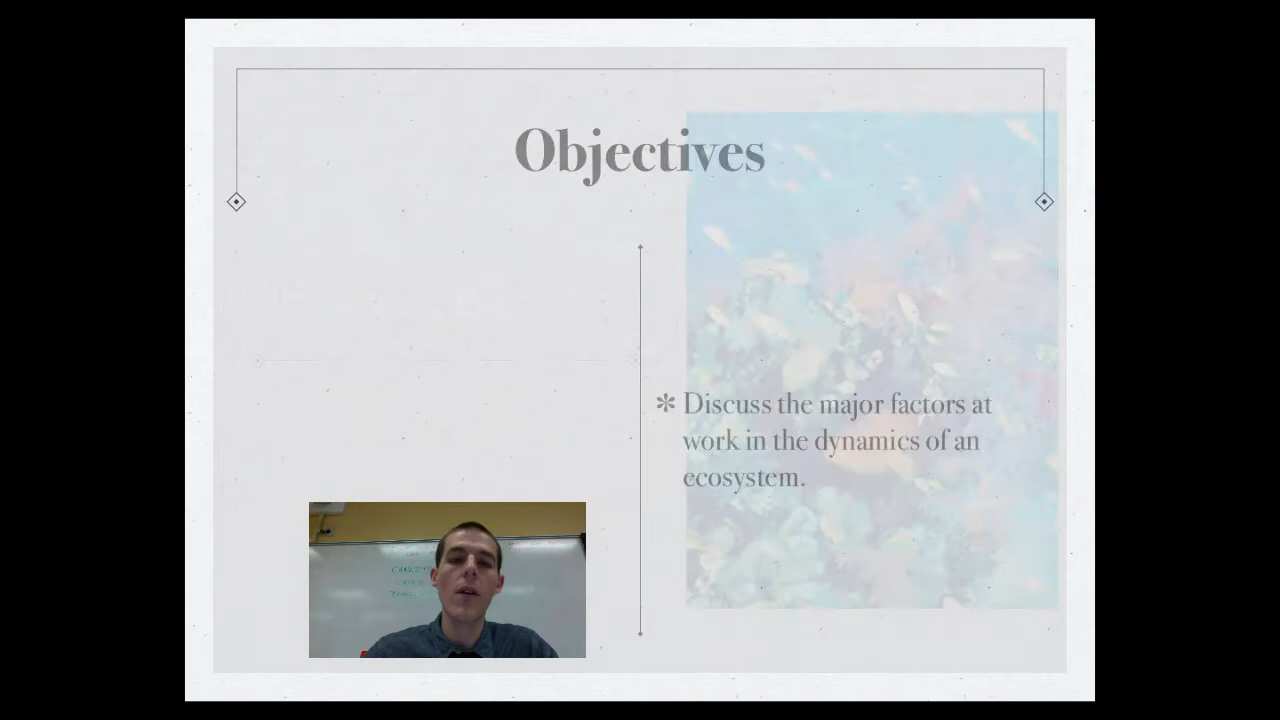 Objectives
* Discuss the major factors at
work in the dynamics of an
ecosystem.